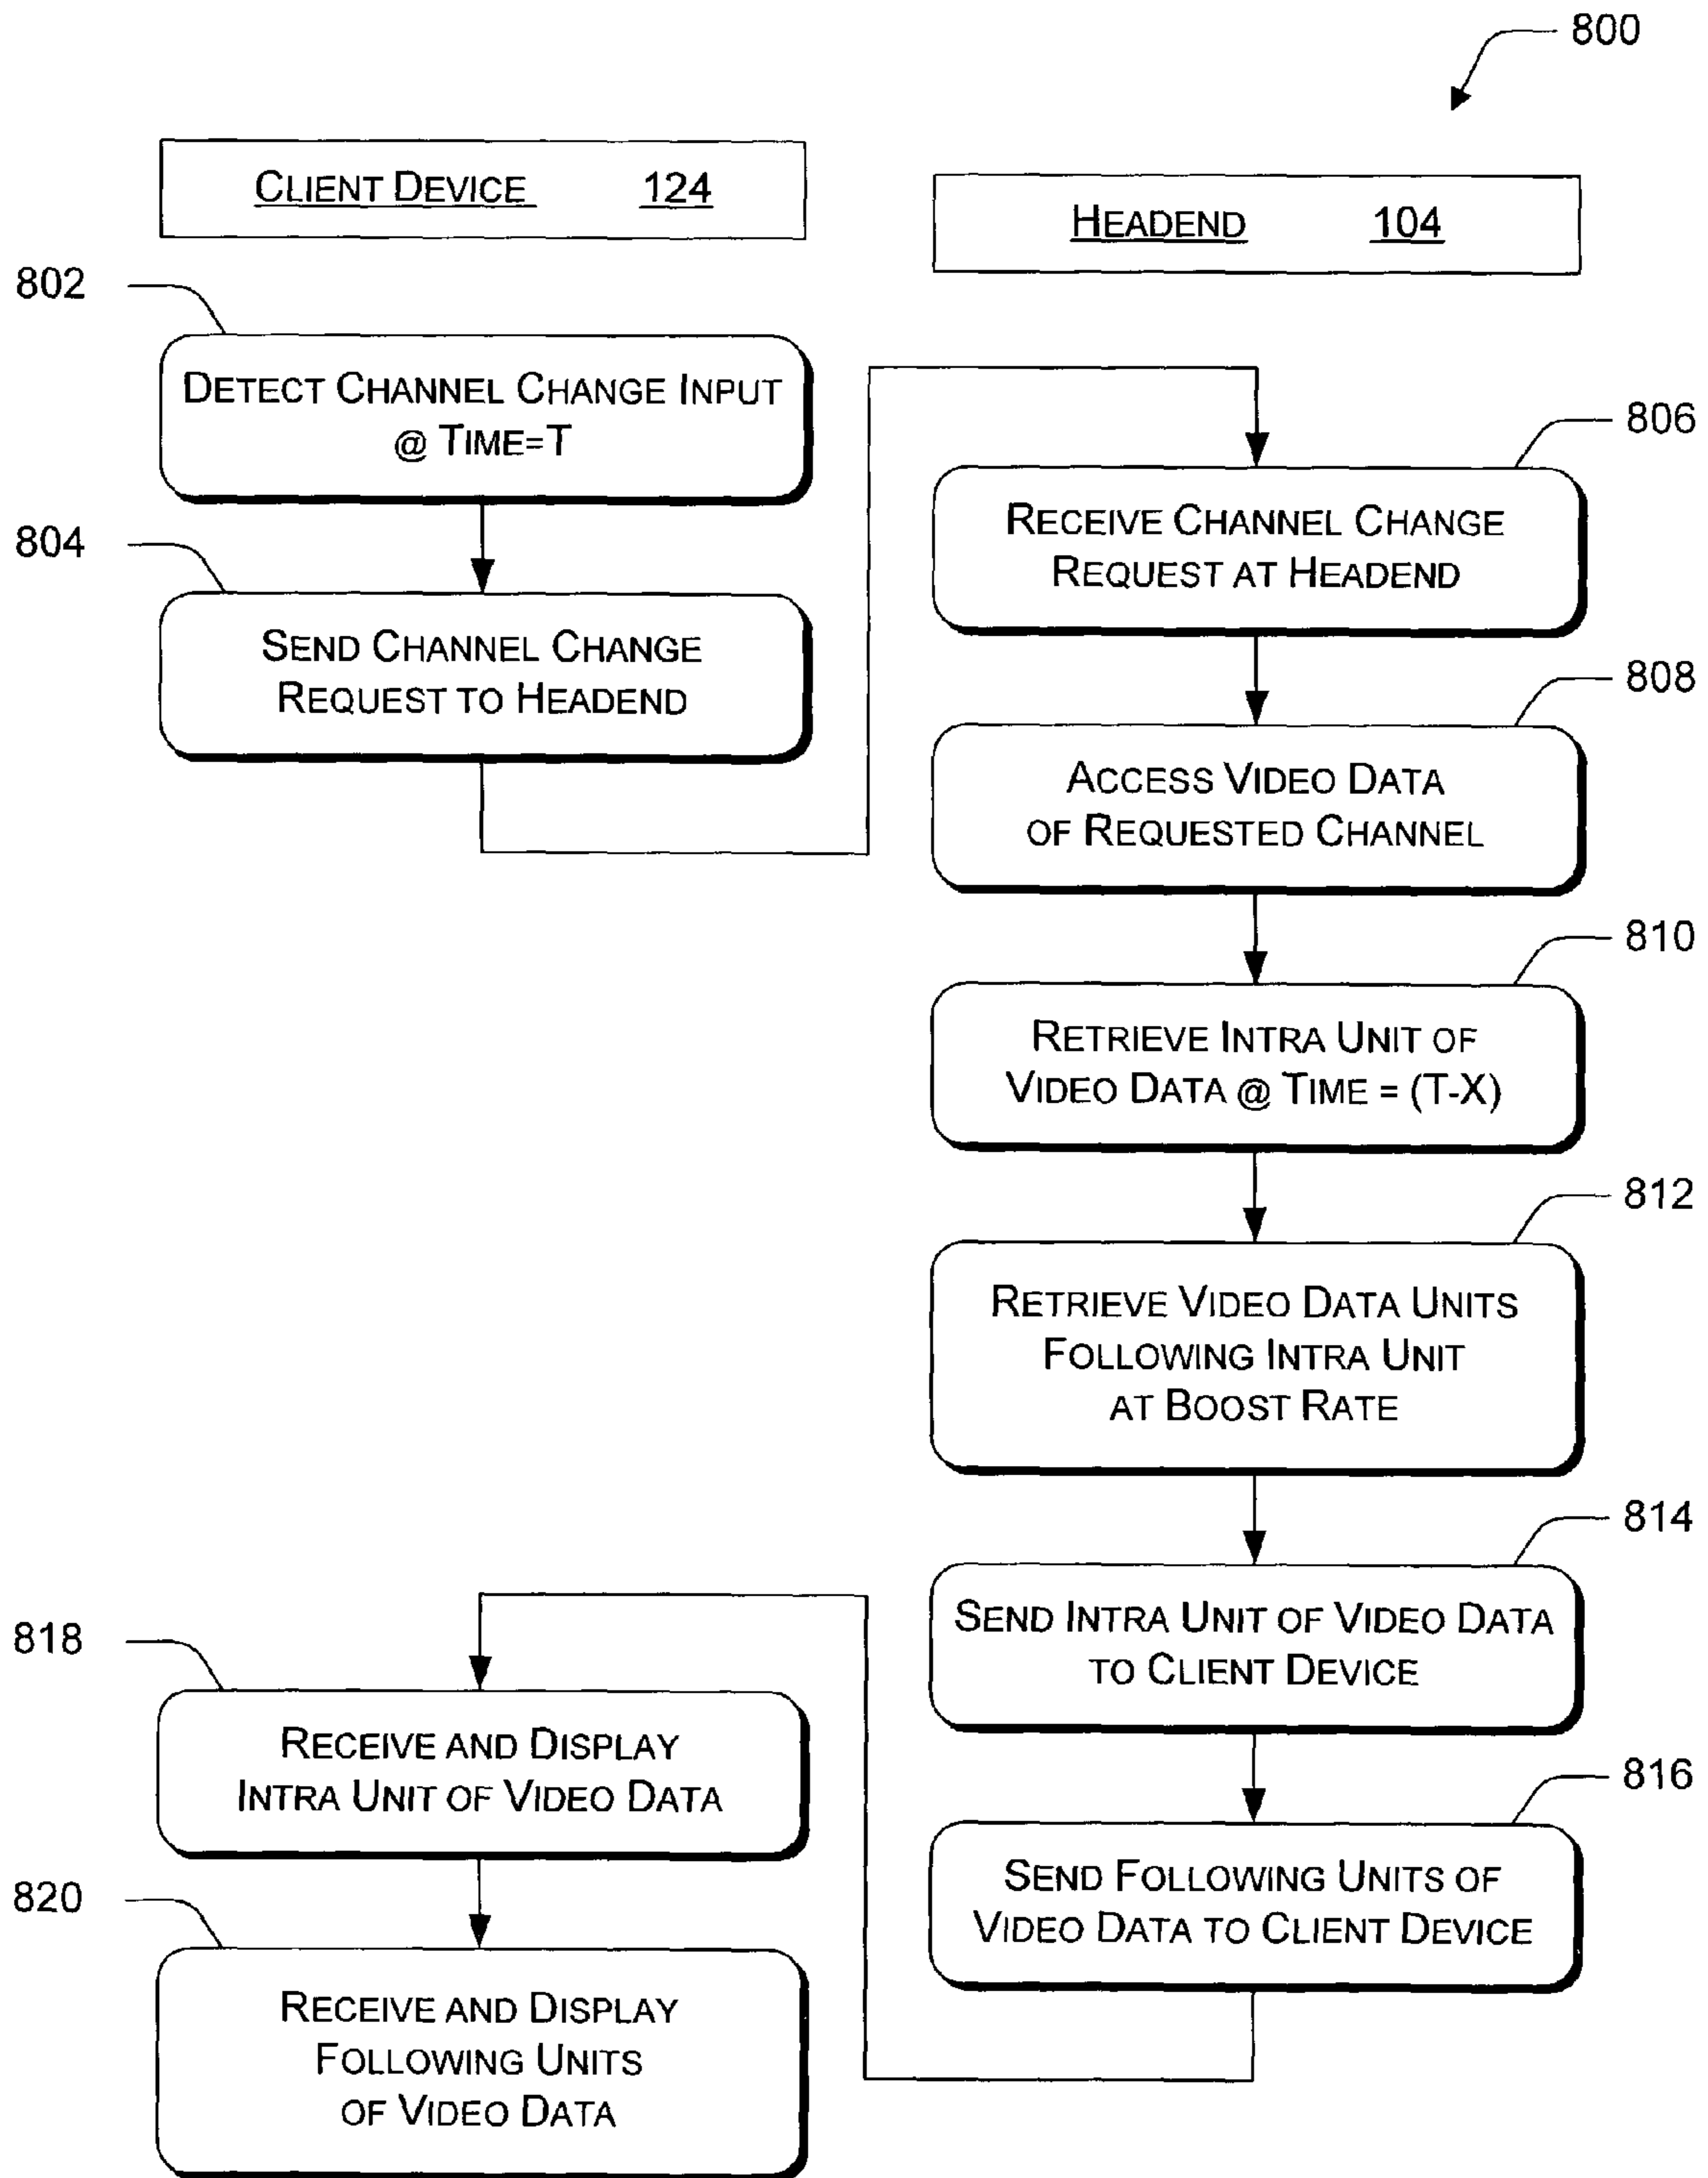 800
CLIENT DEVICE 124
HEADEND 104
802
DETECT CHANNEL CHANGE INPUT
@ TIME=T
804
SEND CHANNEL CHANGE
REQUEST TO HEADEND
806
RECEIVE CHANNEL CHANGE
REQUEST AT HEADEND
808
ACCESS VIDEO DATA
OF REQUESTED CHANNEL
810
RETRIEVE INTRA UNIT OF
VIDEO DATA @ TIME = (T-X)
812
RETRIEVE VIDEO DATA UNITS
FOLLOWING INTRA UNIT
AT BOOST RATE
814
SEND INTRA UNIT OF VIDEO DATA
TO CLIENT DEVICE
816
SEND FOLLOWING UNITS OF
VIDEO DATA TO CLIENT DEVICE
818
RECEIVE AND DISPLAY
INTRA UNIT OF VIDEO DATA
820
RECEIVE AND DISPLAY
FOLLOWING UNITS
OF VIDEO DATA